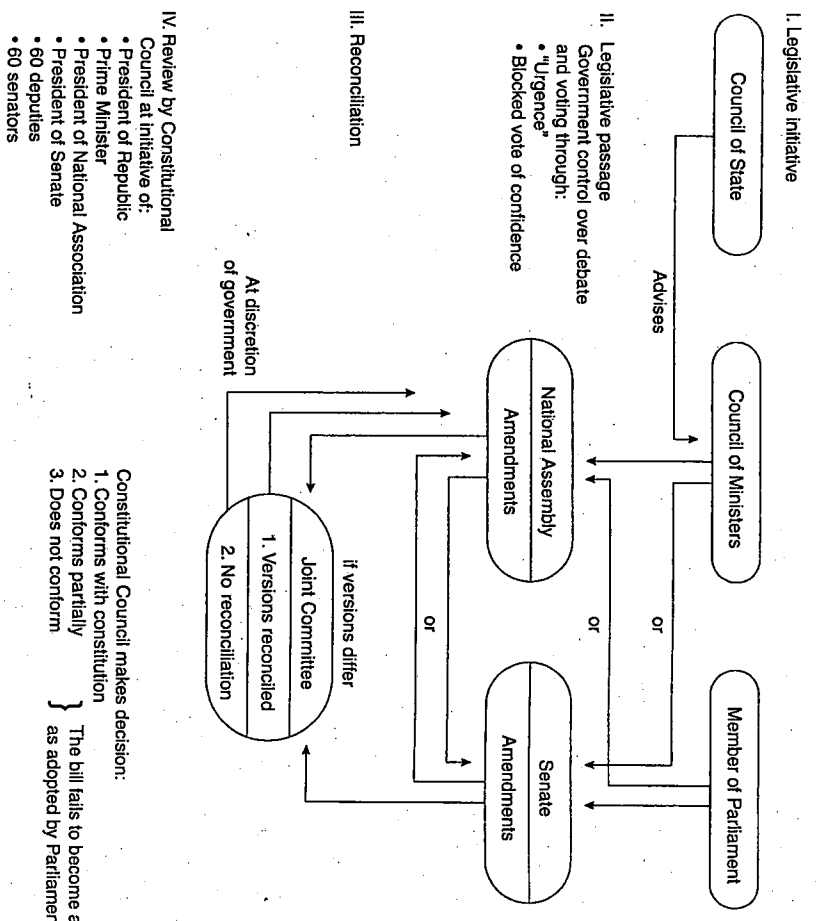 I. Legislative initiative
Council of State
Council of Ministers
Member of Parliament
Advises
or
or
II. Legislative passage
Government control over debate
and voting through:
• "Urgence"
• Blocked vote of confidence
National Assembly
Amendments
Senate
Amendments
or
III. Reconciliation
if versions differ
Joint Committee
1. Versions reconciled
2. No reconciliation
At discretion
of government
IV. Review by Constitutional
Council at initiative of:
• President of Republic
• Prime Minister
• President of National Association
• President of Senate
• 60 deputies
• 60 senators
Constitutional Council makes decision:
1. Conforms with constitution
2. Conforms partially
3. Does not conform
} The bill fails to become a
as adopted by